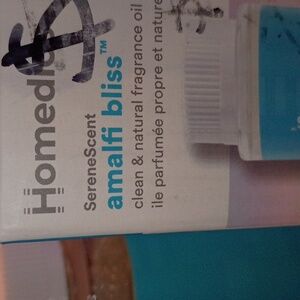 Homedics
SereneScent
amalfi bliss™
clean & natural fragrance oil
ile parfumée propre et nature